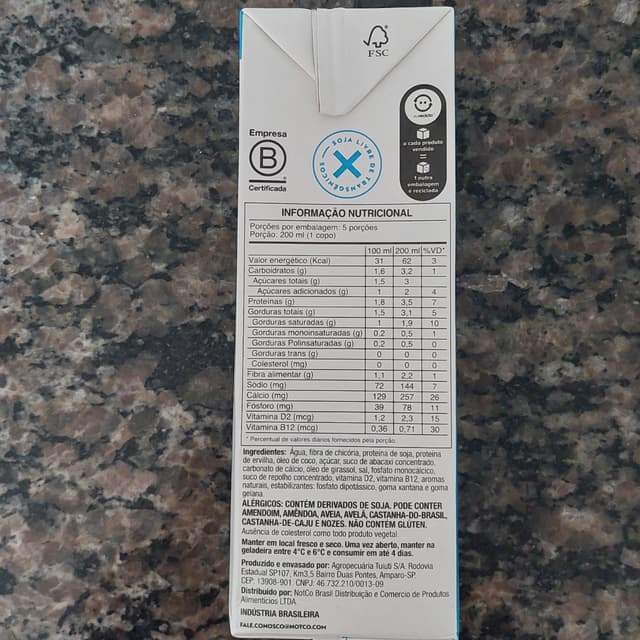 FSC
eureciclo
a cada produto
vendido
=
1 outra
embalagem
é reciclada
Empresa
B
Certificada
SOJA LIVRE DE TRANSGÊNICOS
INFORMAÇÃO NUTRICIONAL
Porções por embalagem: 5 porções
Porção: 200 ml (1 copo)
100 ml 200 ml %VD*
Valor energético (Kcal) 31 62 3
Carboidratos (g) 1,6 3,2 1
Açúcares totais (g) 1,5 3
Açúcares adicionados (g) 1 2 4
Proteínas (g) 1,8 3,5 7
Gorduras totais (g) 1,5 3,1 5
Gorduras saturadas (g) 1 1,9 10
Gorduras monoinsaturadas (g) 0,2 0,5 1
Gorduras Polinsaturadas (g) 0,2 0,5 0
Gorduras trans (g) 0 0 0
Colesterol (mg) 0 0 0
Fibra alimentar (g) 1,1 2,2 1
Sódio (mg) 72 144 7
Cálcio (mg) 129 257 26
Fósforo (mg) 39 78 11
Vitamina D2 (mcg) 1,2 2,3 15
Vitamina B12 (mcg) 0,36 0,71 30
* Percentual de valores diários fornecidos pela porção.
Ingredientes: Água, fibra de chicória, proteína de soja, proteína
de ervilha, óleo de coco, açúcar, suco de abacaxi concentrado,
carbonato de cálcio, óleo de girassol, sal, fosfato monocálcico,
suco de repolho concentrado, vitamina D2, vitamina B12, aromas
naturais, estabilizantes: fosfato dipotássico, goma xantana e goma
gelana.
ALÉRGICOS: CONTÉM DERIVADOS DE SOJA. PODE CONTER
AMENDOIM, AMÊNDOA, AVEIA, AVELÃ, CASTANHA-DO-BRASIL,
CASTANHA-DE-CAJU E NOZES. NÃO CONTÉM GLÚTEN.
Ausência de colesterol como todo produto vegetal.
Manter em local fresco e seco. Uma vez aberto, manter na
geladeira entre 4°C e 6°C e consumir em até 4 dias.
Produzido e envasado por: Agropecuária Tuiuti S/A. Rodovia
Estadual SP107, Km3,5 Bairro Duas Pontes, Amparo-SP
CEP: 13908-901. CNPJ: 46.732.210/0013-09
Distribuido por: NotCo Brasil Distribuição e Comercio de Produtos
Alimentícios LTDA
INDÚSTRIA BRASILEIRA
FALE.COMOSCO@NOTCO.COM